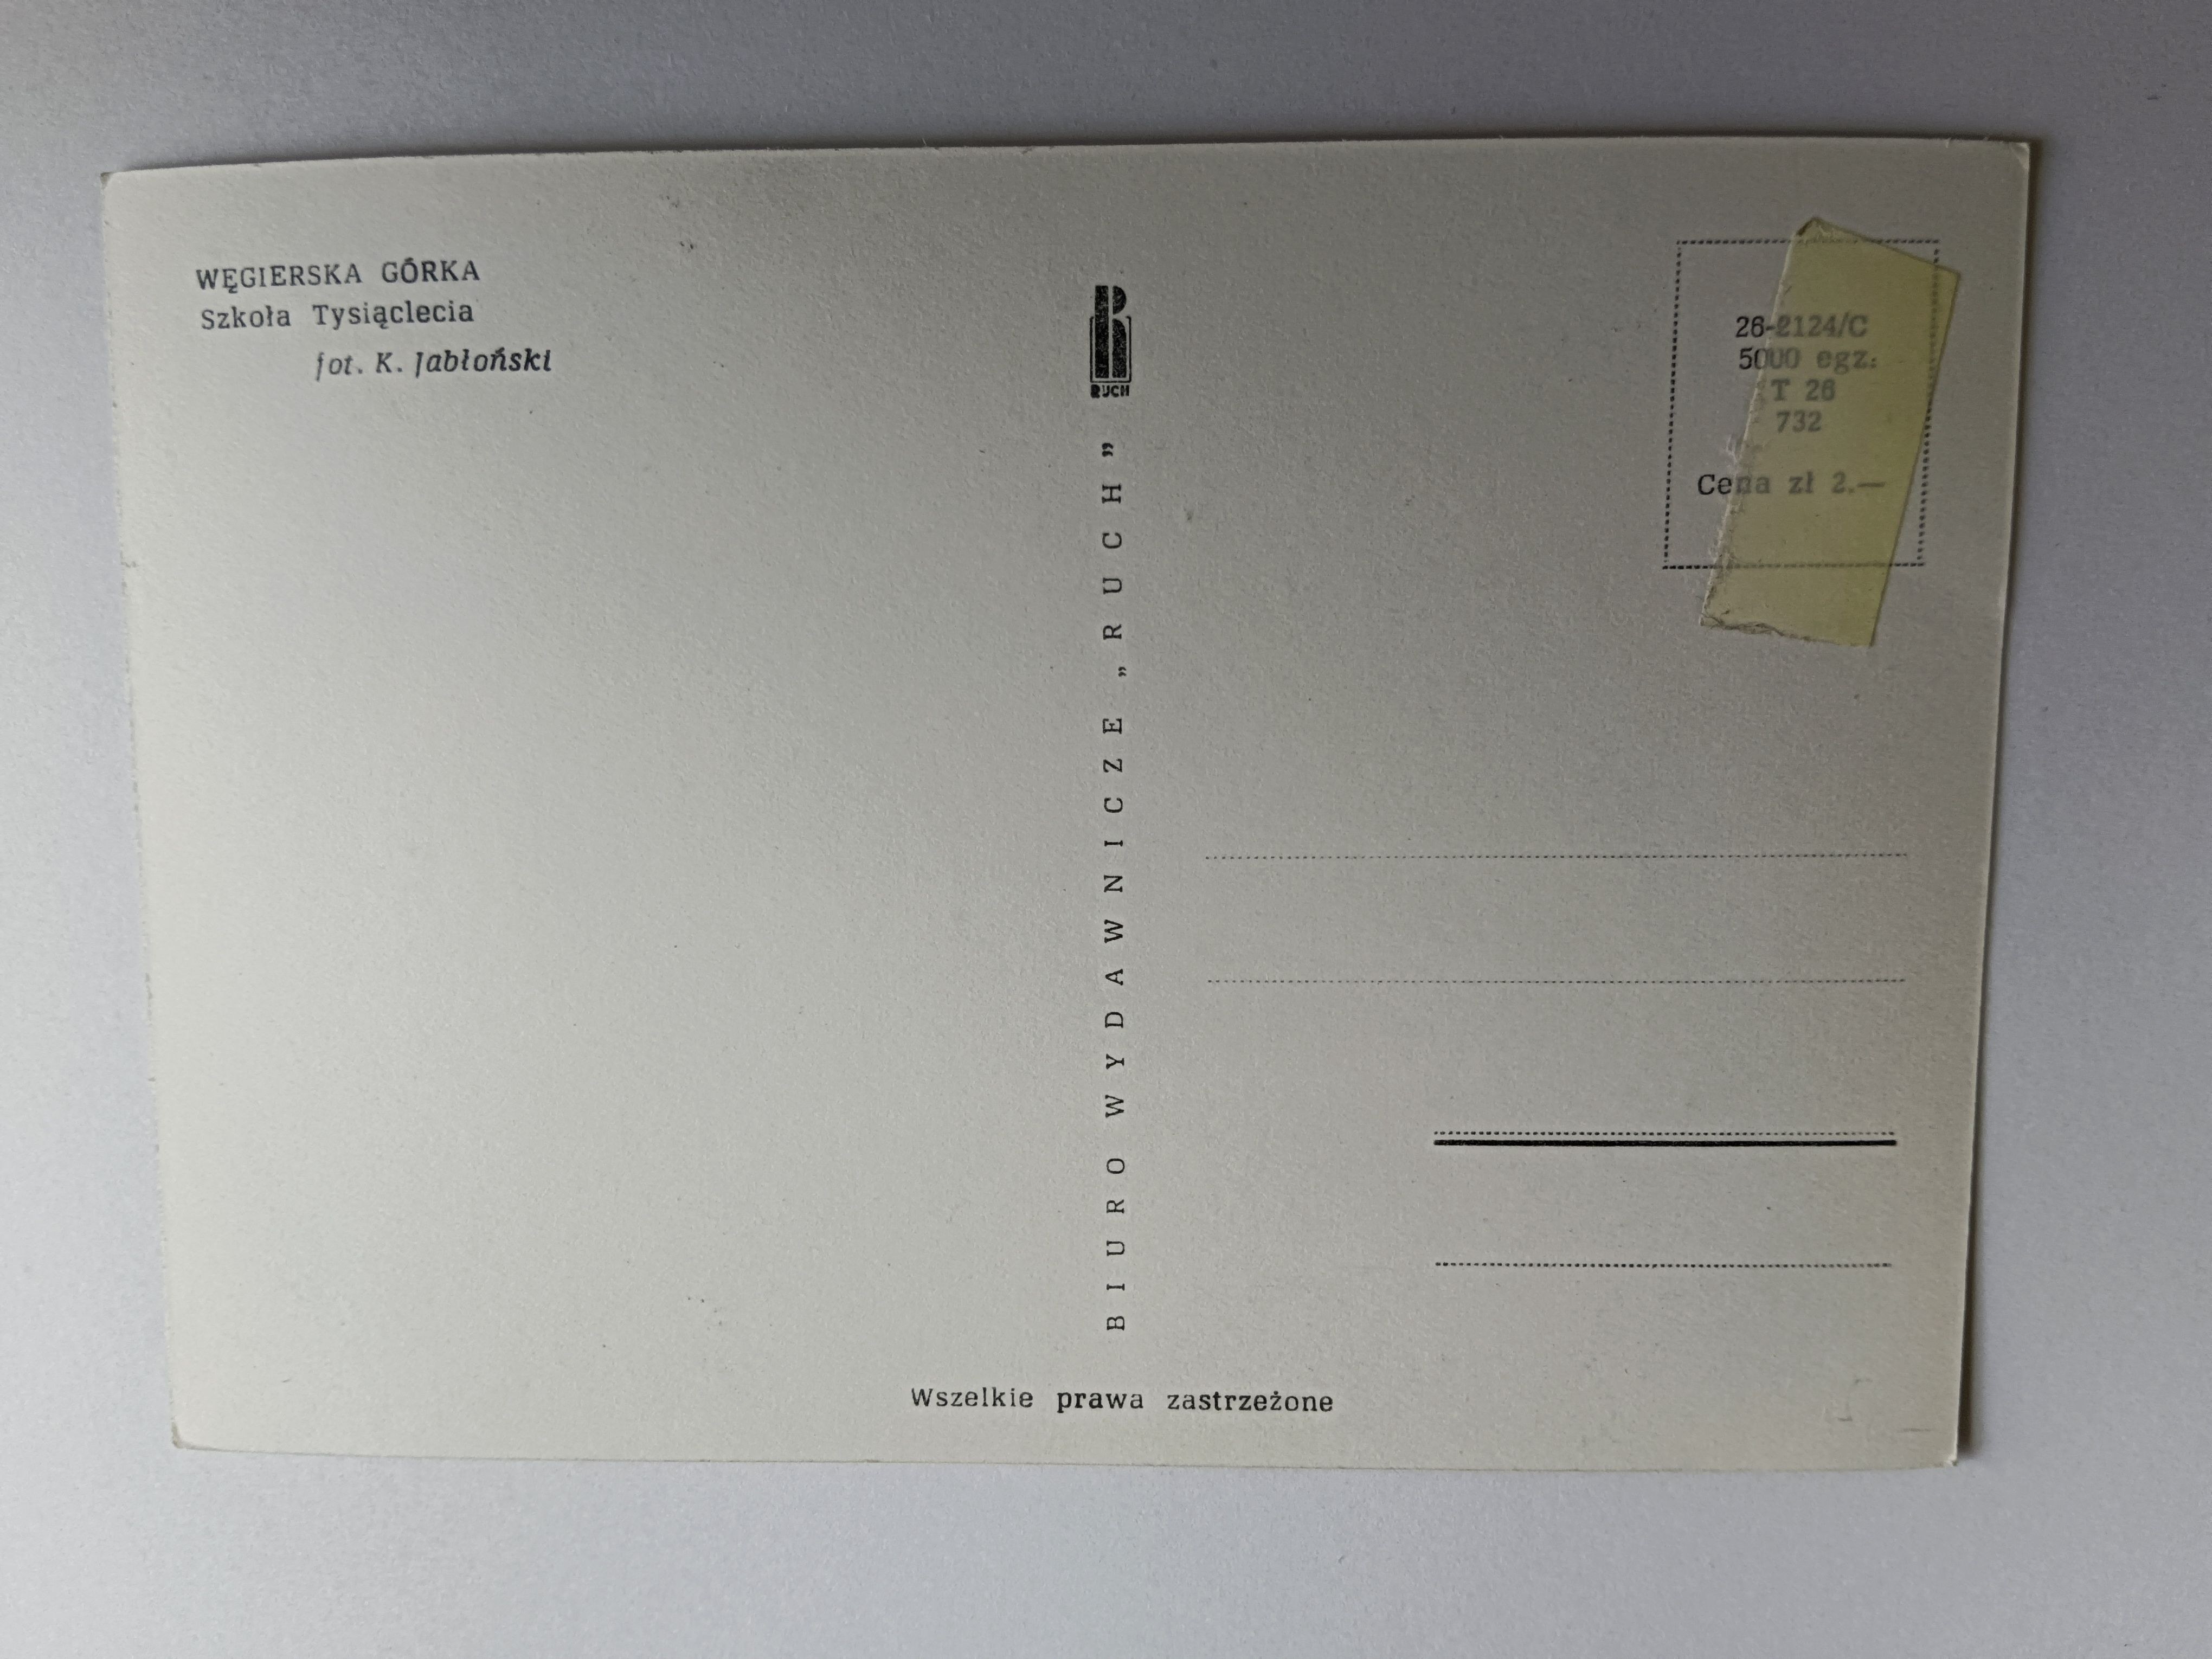 WĘGIERSKA GÓRKA
Szkoła Tysiąclecia
fot. K. Jabłoński
RUCH
BIURO WYDAWNICZE „RUCH”
26-2124/C
5000 egz.
T 26
732
Cena zł 2.—
Wszelkie prawa zastrzeżone